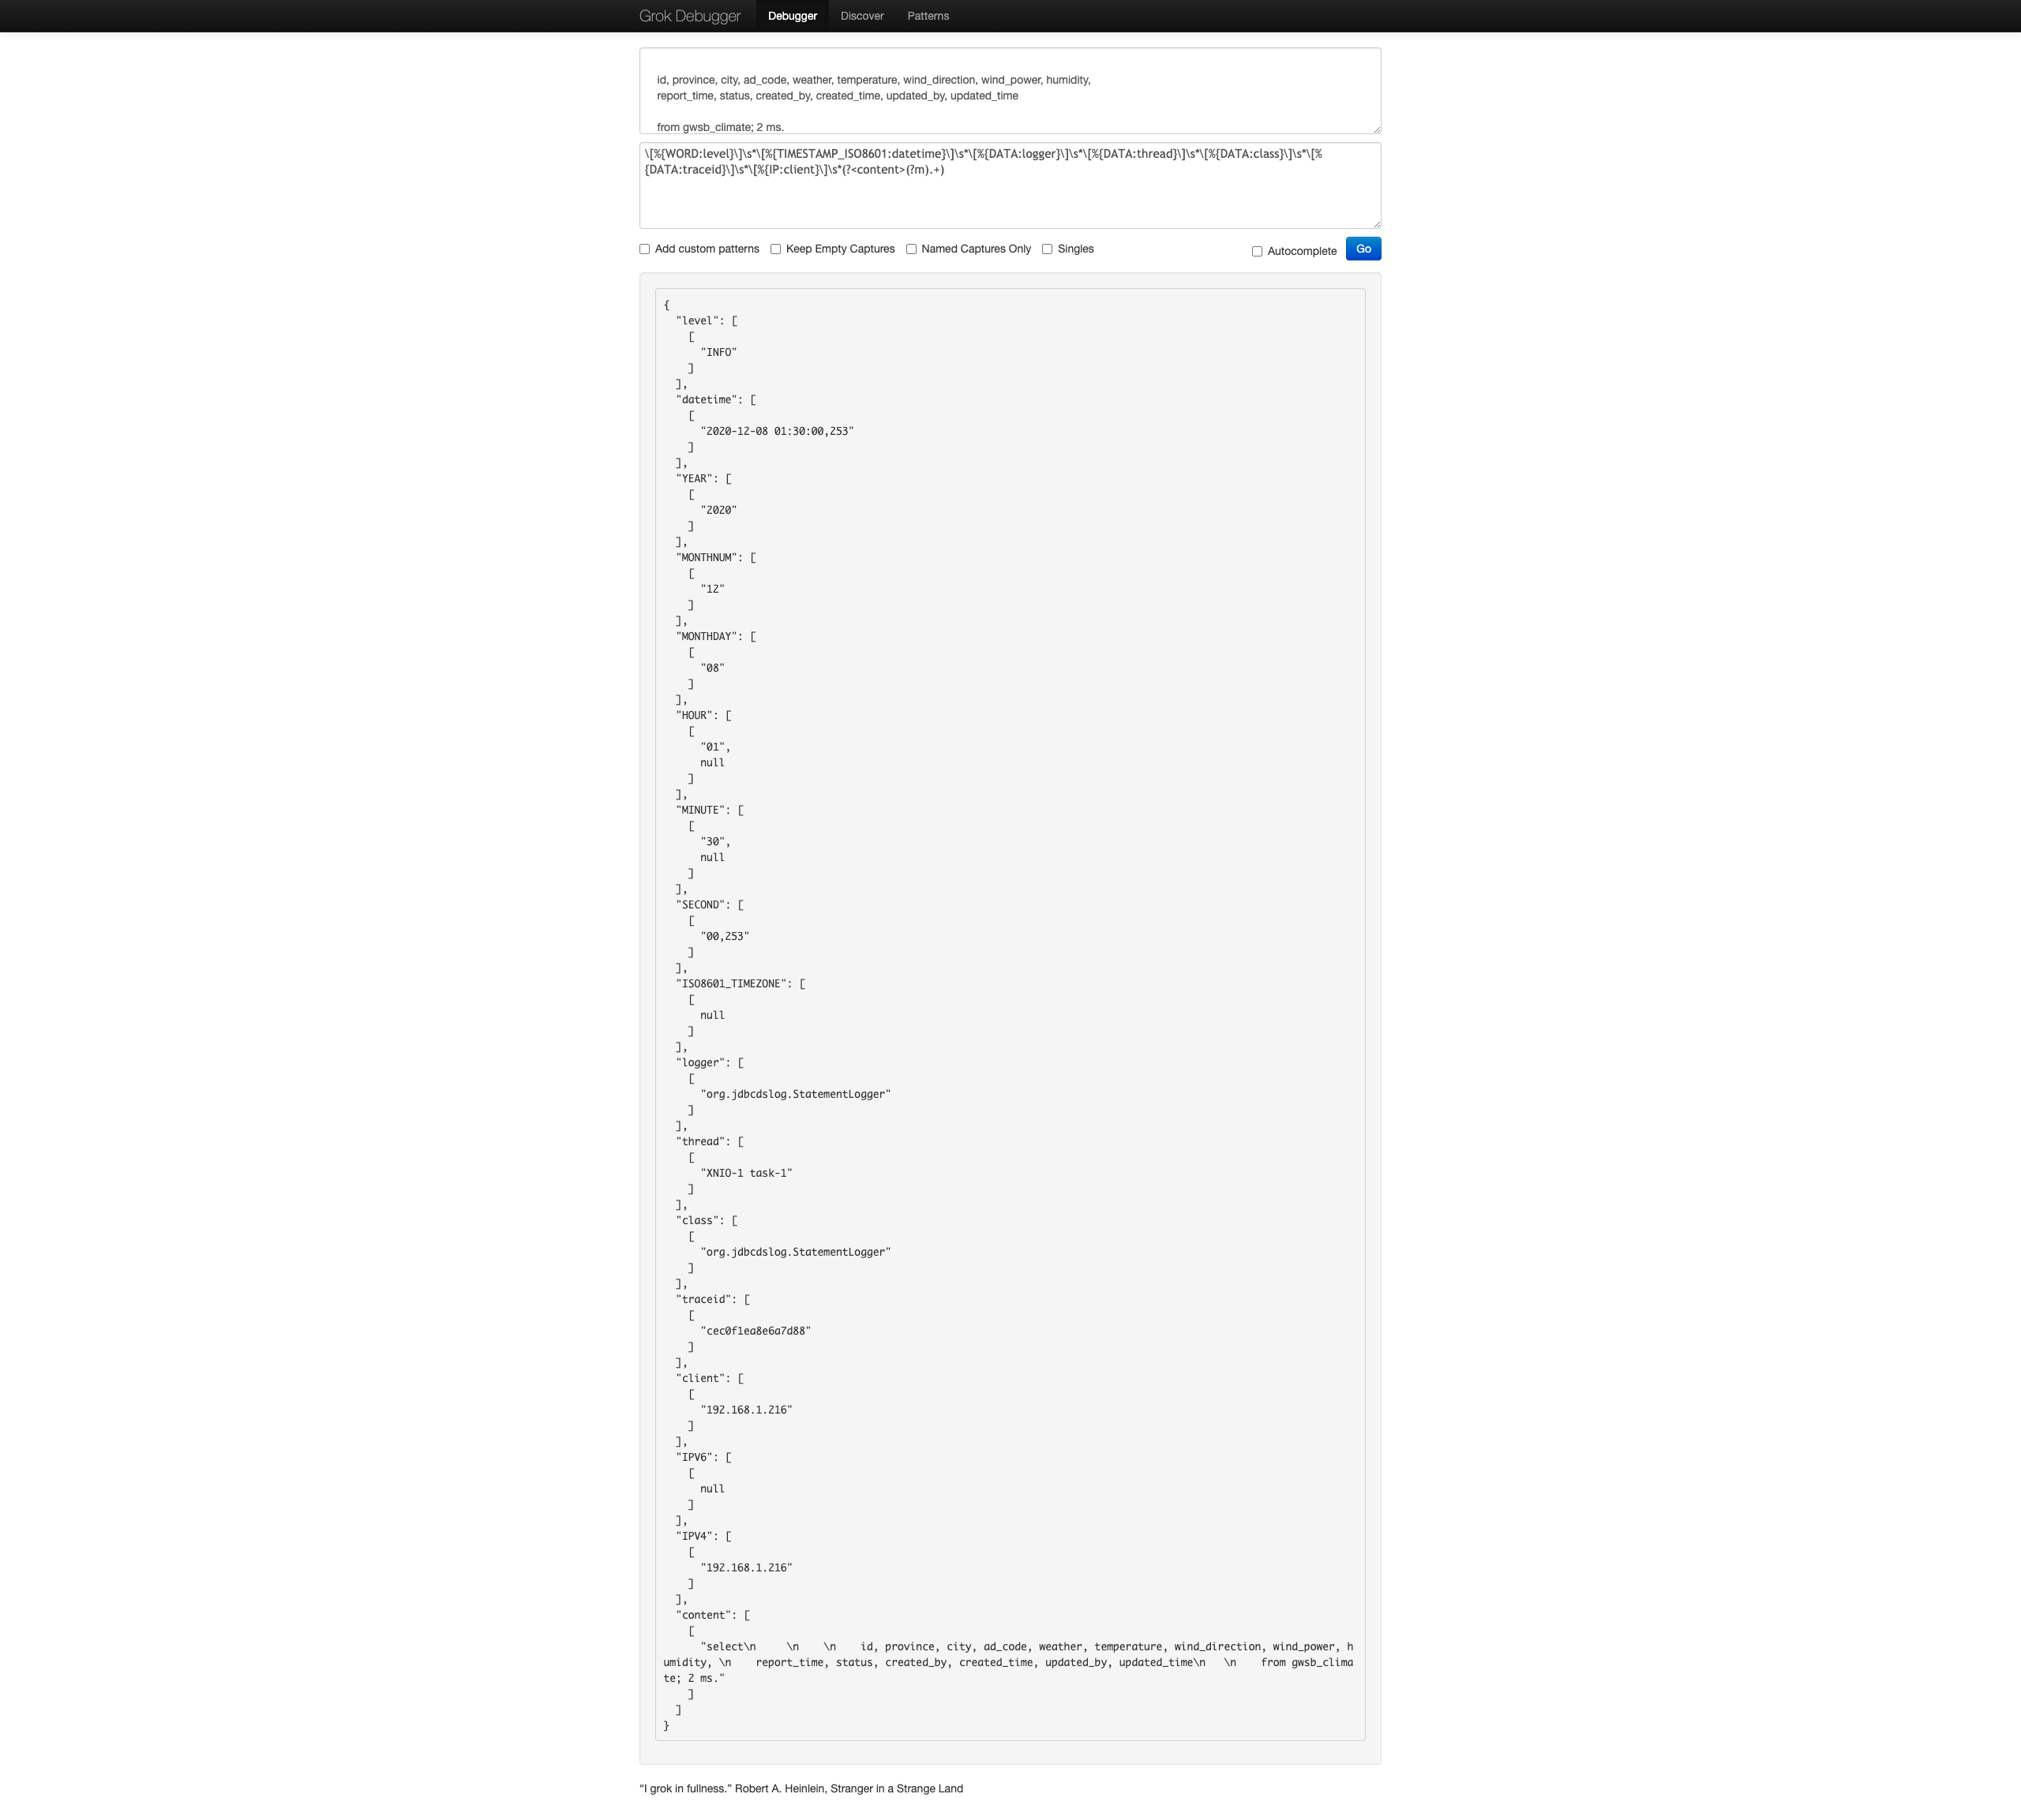 Grok Debugger Debugger Discover Patterns
id, province, city, ad_code, weather, temperature, wind_direction, wind_power, humidity,
report_time, status, created_by, created_time, updated_by, updated_time
from gwsb_climate; 2 ms.
\[%{WORD:level}\]\s*\[%{TIMESTAMP_ISO8601:datetime}\]\s*\[%{DATA:logger}\]\s*\[%{DATA:thread}\]\s*\[%{DATA:class}\]\s*\[%
{DATA:traceid}\]\s*\[%{IP:client}\]\s*(?<content>(?m).+)
Add custom patterns Keep Empty Captures Named Captures Only Singles Autocomplete Go
{
"level": [
[
"INFO"
]
],
"datetime": [
[
"2020-12-08 01:30:00,253"
]
],
"YEAR": [
[
"2020"
]
],
"MONTHNUM": [
[
"12"
]
],
"MONTHDAY": [
[
"08"
]
],
"HOUR": [
[
"01",
null
]
],
"MINUTE": [
[
"30",
null
]
],
"SECOND": [
[
"00,253"
]
],
"ISO8601_TIMEZONE": [
[
null
]
],
"logger": [
[
"org.jdbcdslog.StatementLogger"
]
],
"thread": [
[
"XNIO-1 task-1"
]
],
"class": [
[
"org.jdbcdslog.StatementLogger"
]
],
"traceid": [
[
"cec0f1ea8e6a7d88"
]
],
"client": [
[
"192.168.1.216"
]
],
"IPV6": [
[
null
]
],
"IPV4": [
[
"192.168.1.216"
]
],
"content": [
[
"select\n     \n    \n    id, province, city, ad_code, weather, temperature, wind_direction, wind_power, h
umidity, \n    report_time, status, created_by, created_time, updated_by, updated_time\n   \n    from gwsb_clima
te; 2 ms."
]
]
}
“I grok in fullness.” Robert A. Heinlein, Stranger in a Strange Land